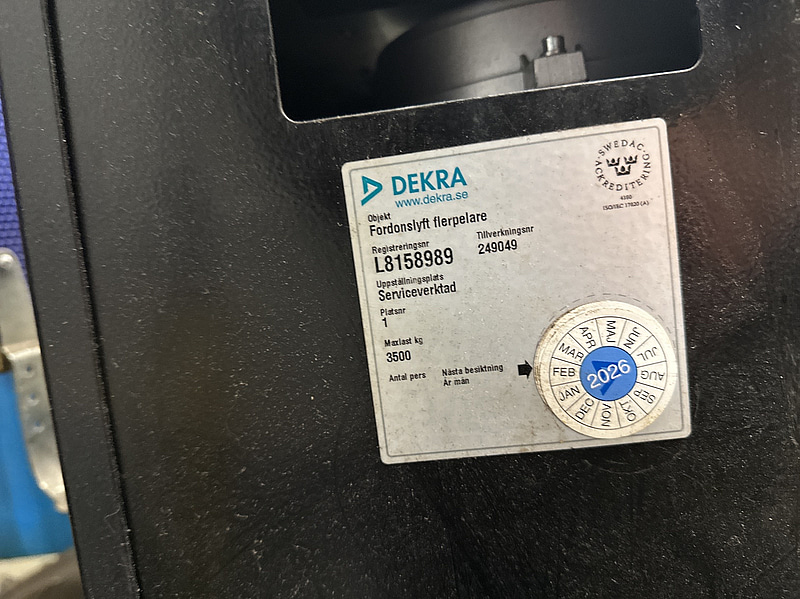 DEKRA
www.dekra.se
SWEDAC
ACKREDITERING
4180
ISO/IEC 17020 (A)
Objekt
Fordonslyft flerpelare
Registreringsnr
L8158989
Tillverkningsnr
249049
Uppställningsplats
Serviceverktad
Platsnr
1
Maxlast kg
3500
Antal pers
Nästa besiktning
År mån
2026
JAN
FEB
MAR
APR
MAJ
JUN
JUL
AUG
SEP
OKT
NOV
DEC